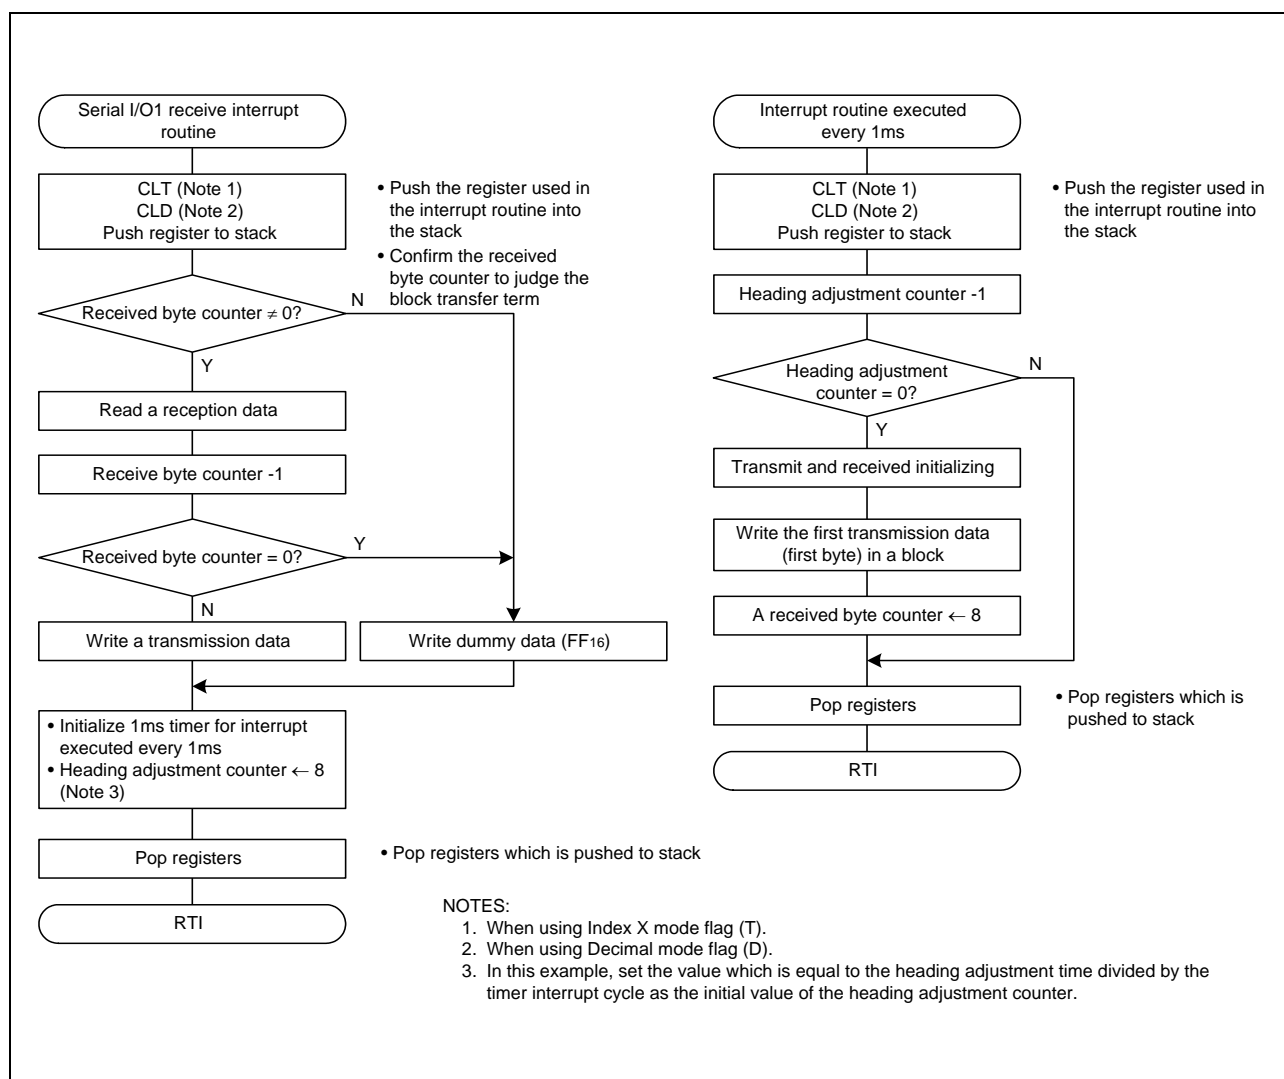 Serial I/O1 receive interrupt
routine
CLT (Note 1)
CLD (Note 2)
Push register to stack
• Push the register used in
the interrupt routine into
the stack
• Confirm the received
byte counter to judge the
block transfer term
Received byte counter ≠ 0?
N
Y
Read a reception data
Receive byte counter -1
Received byte counter = 0?
Y
N
Write a transmission data
Write dummy data (FF16)
• Initialize 1ms timer for interrupt
executed every 1ms
• Heading adjustment counter ← 8
(Note 3)
Pop registers
• Pop registers which is pushed to stack
RTI
Interrupt routine executed
every 1ms
CLT (Note 1)
CLD (Note 2)
Push register to stack
• Push the register used in
the interrupt routine into
the stack
Heading adjustment counter -1
Heading adjustment
counter = 0?
N
Y
Transmit and received initializing
Write the first transmission data
(first byte) in a block
A received byte counter ← 8
Pop registers
• Pop registers which is
pushed to stack
RTI
NOTES:
1. When using Index X mode flag (T).
2. When using Decimal mode flag (D).
3. In this example, set the value which is equal to the heading adjustment time divided by the
timer interrupt cycle as the initial value of the heading adjustment counter.